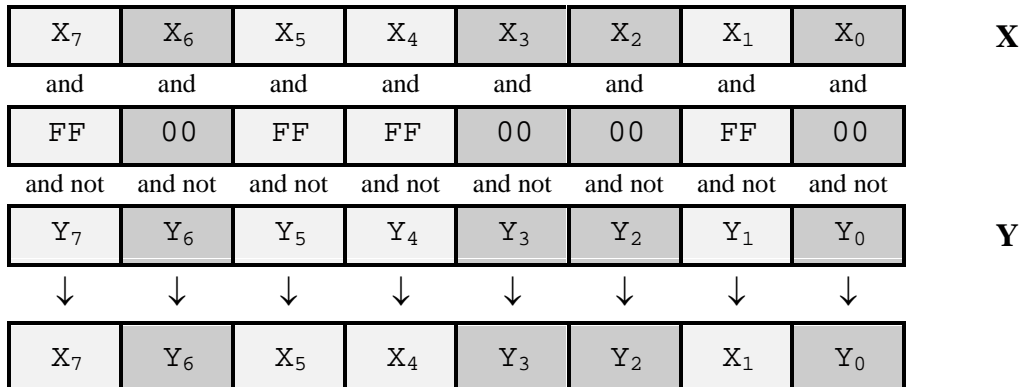 X₇ X₆ X₅ X₄ X₃ X₂ X₁ X₀ X
and and and and and and and and
FF 00 FF FF 00 00 FF 00
and not and not and not and not and not and not and not and not
Y₇ Y₆ Y₅ Y₄ Y₃ Y₂ Y₁ Y₀ Y
↓ ↓ ↓ ↓ ↓ ↓ ↓ ↓
X₇ Y₆ X₅ X₄ Y₃ Y₂ X₁ Y₀